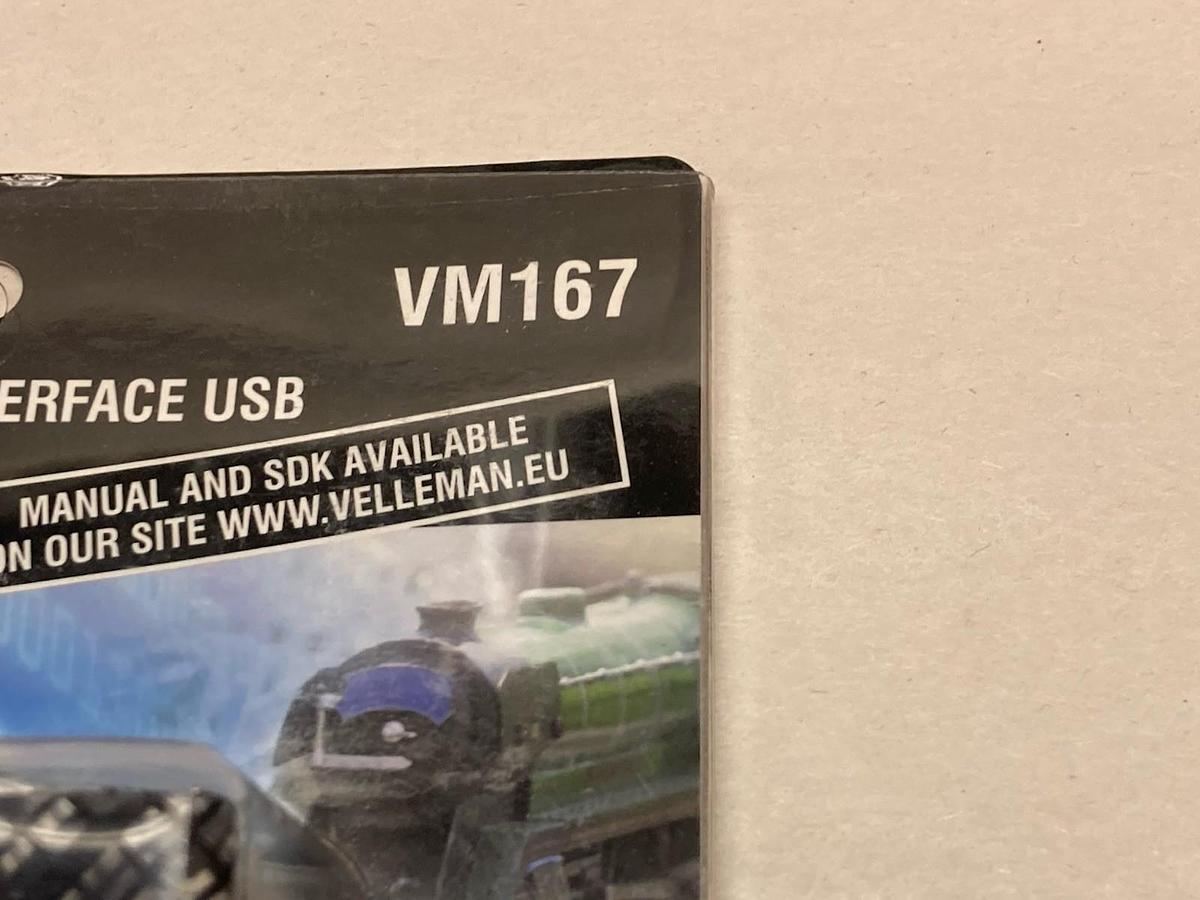 VM167
ERFACE USB
MANUAL AND SDK AVAILABLE
ON OUR SITE WWW.VELLEMAN.EU